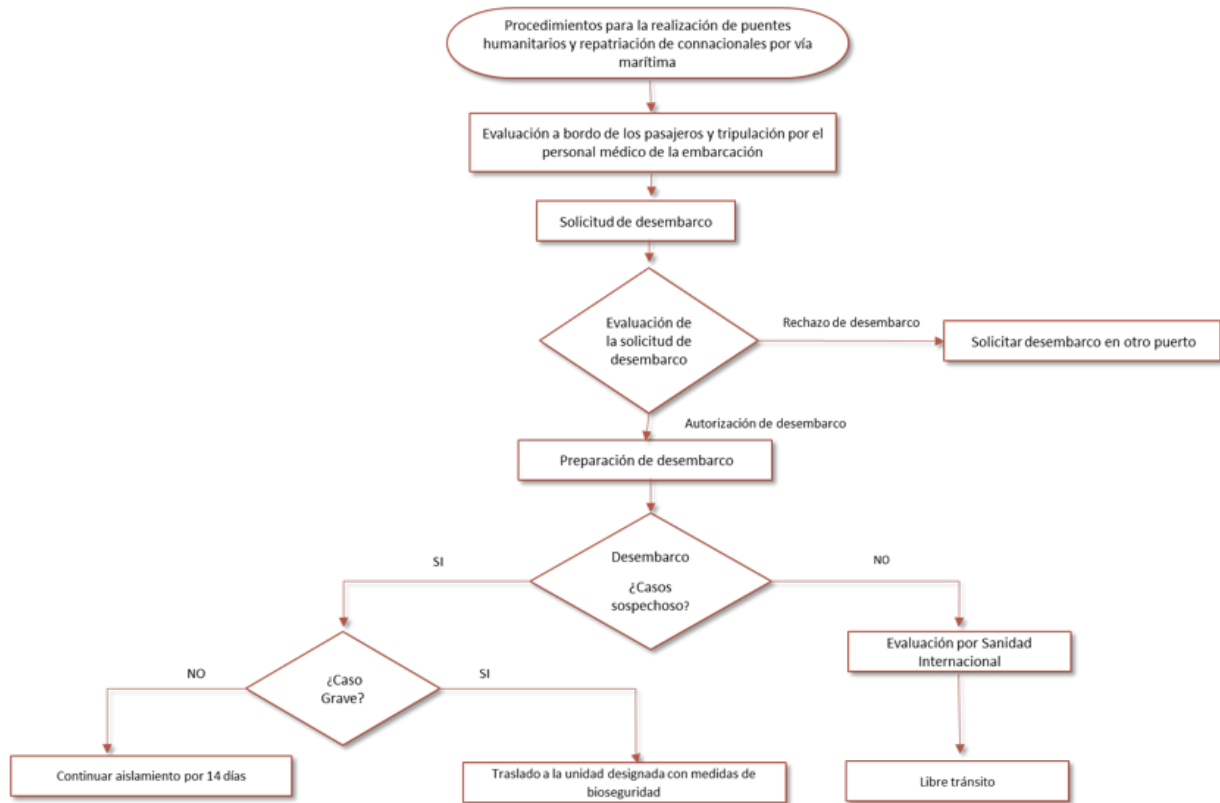 Procedimientos para la realización de puentes
humanitarios y repatriación de connacionales por vía
marítima
Evaluación a bordo de los pasajeros y tripulación por el
personal médico de la embarcación
Solicitud de desembarco
Evaluación de
la solicitud de
desembarco
Rechazo de desembarco
Solicitar desembarco en otro puerto
Autorización de desembarco
Preparación de desembarco
Desembarco
¿Casos
sospechoso?
SI
NO
¿Caso
Grave?
NO
SI
Evaluación por Sanidad
Internacional
Continuar aislamiento por 14 días
Traslado a la unidad designada con medidas de
bioseguridad
Libre tránsito